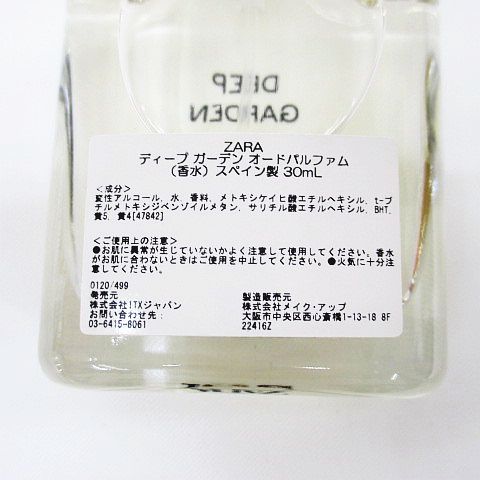 DEEP
GARDEN
ZARA
ディープ ガーデン オードパルファム
(香水) スペイン製 30mL
<成分>
変性アルコール, 水, 香料, メトキシケイヒ酸エチルヘキシル, t-ブ
チルメトキシジベンゾイルメタン, サリチル酸エチルヘキシル, BHT,
黄5, 黄4[47842]
<ご使用上の注意>
●お肌に異常が生じていないかよく注意して使用してください。香水
がお肌に合わないときはご使用を中止してください。●火気に十分注
意してください。
0120/499
発売元
株式会社ITXジャパン
お問い合わせ先:
03-6415-8061
製造販売元
株式会社メイク・アップ
大阪市中央区西心斎橋1-13-18 8F
22416Z
ZARA